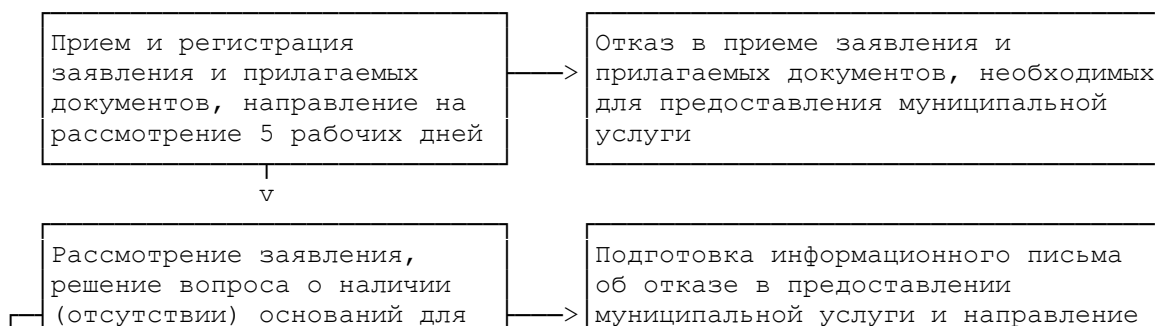 Прием и регистрация
заявления и прилагаемых
документов, направление на
рассмотрение 5 рабочих дней
Отказ в приеме заявления и
прилагаемых документов, необходимых
для предоставления муниципальной
услуги
v
Рассмотрение заявления,
решение вопроса о наличии
(отсутствии) оснований для
Подготовка информационного письма
об отказе в предоставлении
муниципальной услуги и направление